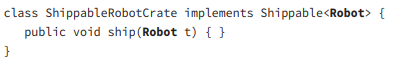 class ShippableRobotCrate implements Shippable<Robot> {
   public void ship(Robot t) { }
}